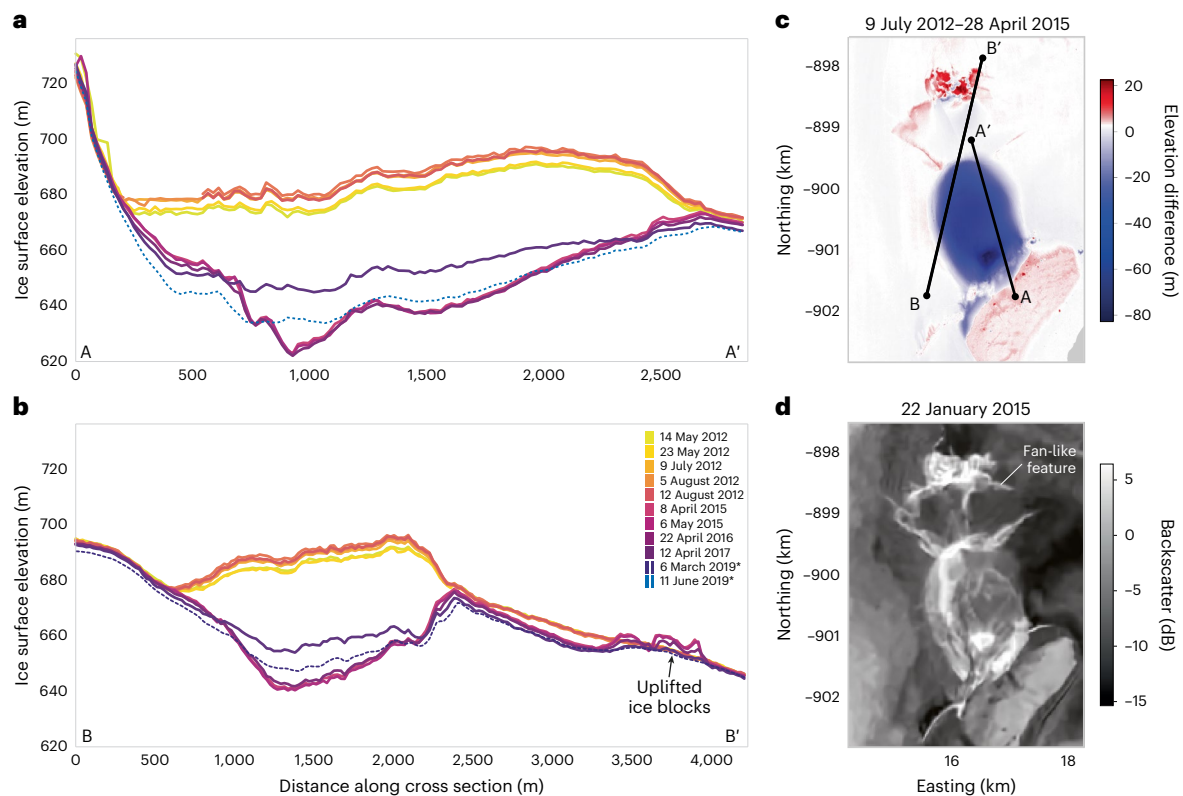 a
Ice surface elevation (m)
720
700
680
660
640
620
A
A′
0
500
1,000
1,500
2,000
2,500
b
Ice surface elevation (m)
720
700
680
660
640
620
14 May 2012
23 May 2012
9 July 2012
5 August 2012
12 August 2012
8 April 2015
6 May 2015
22 April 2016
12 April 2017
6 March 2019*
11 June 2019*
Uplifted
ice blocks
B
B′
0
500
1,000
1,500
2,000
2,500
3,000
3,500
4,000
Distance along cross section (m)
c
9 July 2012–28 April 2015
Northing (km)
–898
–899
–900
–901
–902
B′
A′
B
A
20
0
–20
–40
–60
–80
Elevation difference (m)
d
22 January 2015
Northing (km)
–898
–899
–900
–901
–902
Fan-like
feature
16
18
Easting (km)
5
0
–5
–10
–15
Backscatter (dB)